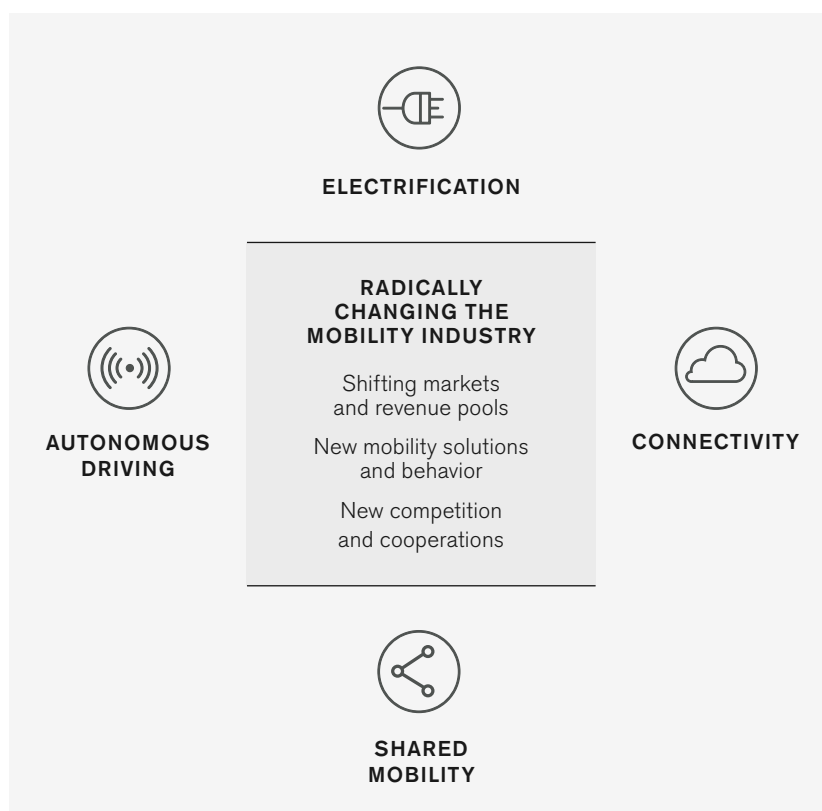 ELECTRIFICATION
RADICALLY
CHANGING THE
MOBILITY INDUSTRY
Shifting markets
and revenue pools
New mobility solutions
and behavior
New competition
and cooperations
AUTONOMOUS
DRIVING
CONNECTIVITY
SHARED
MOBILITY